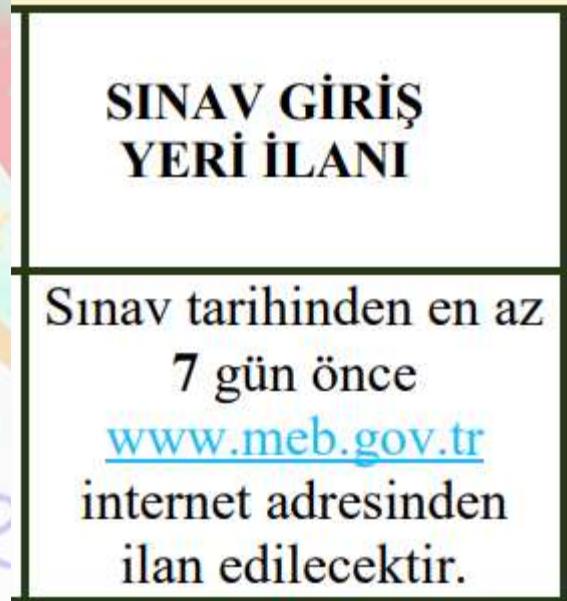 SINAV GİRİŞ
YERİ İLANI
Sınav tarihinden en az
7 gün önce
www.meb.gov.tr
internet adresinden
ilan edilecektir.